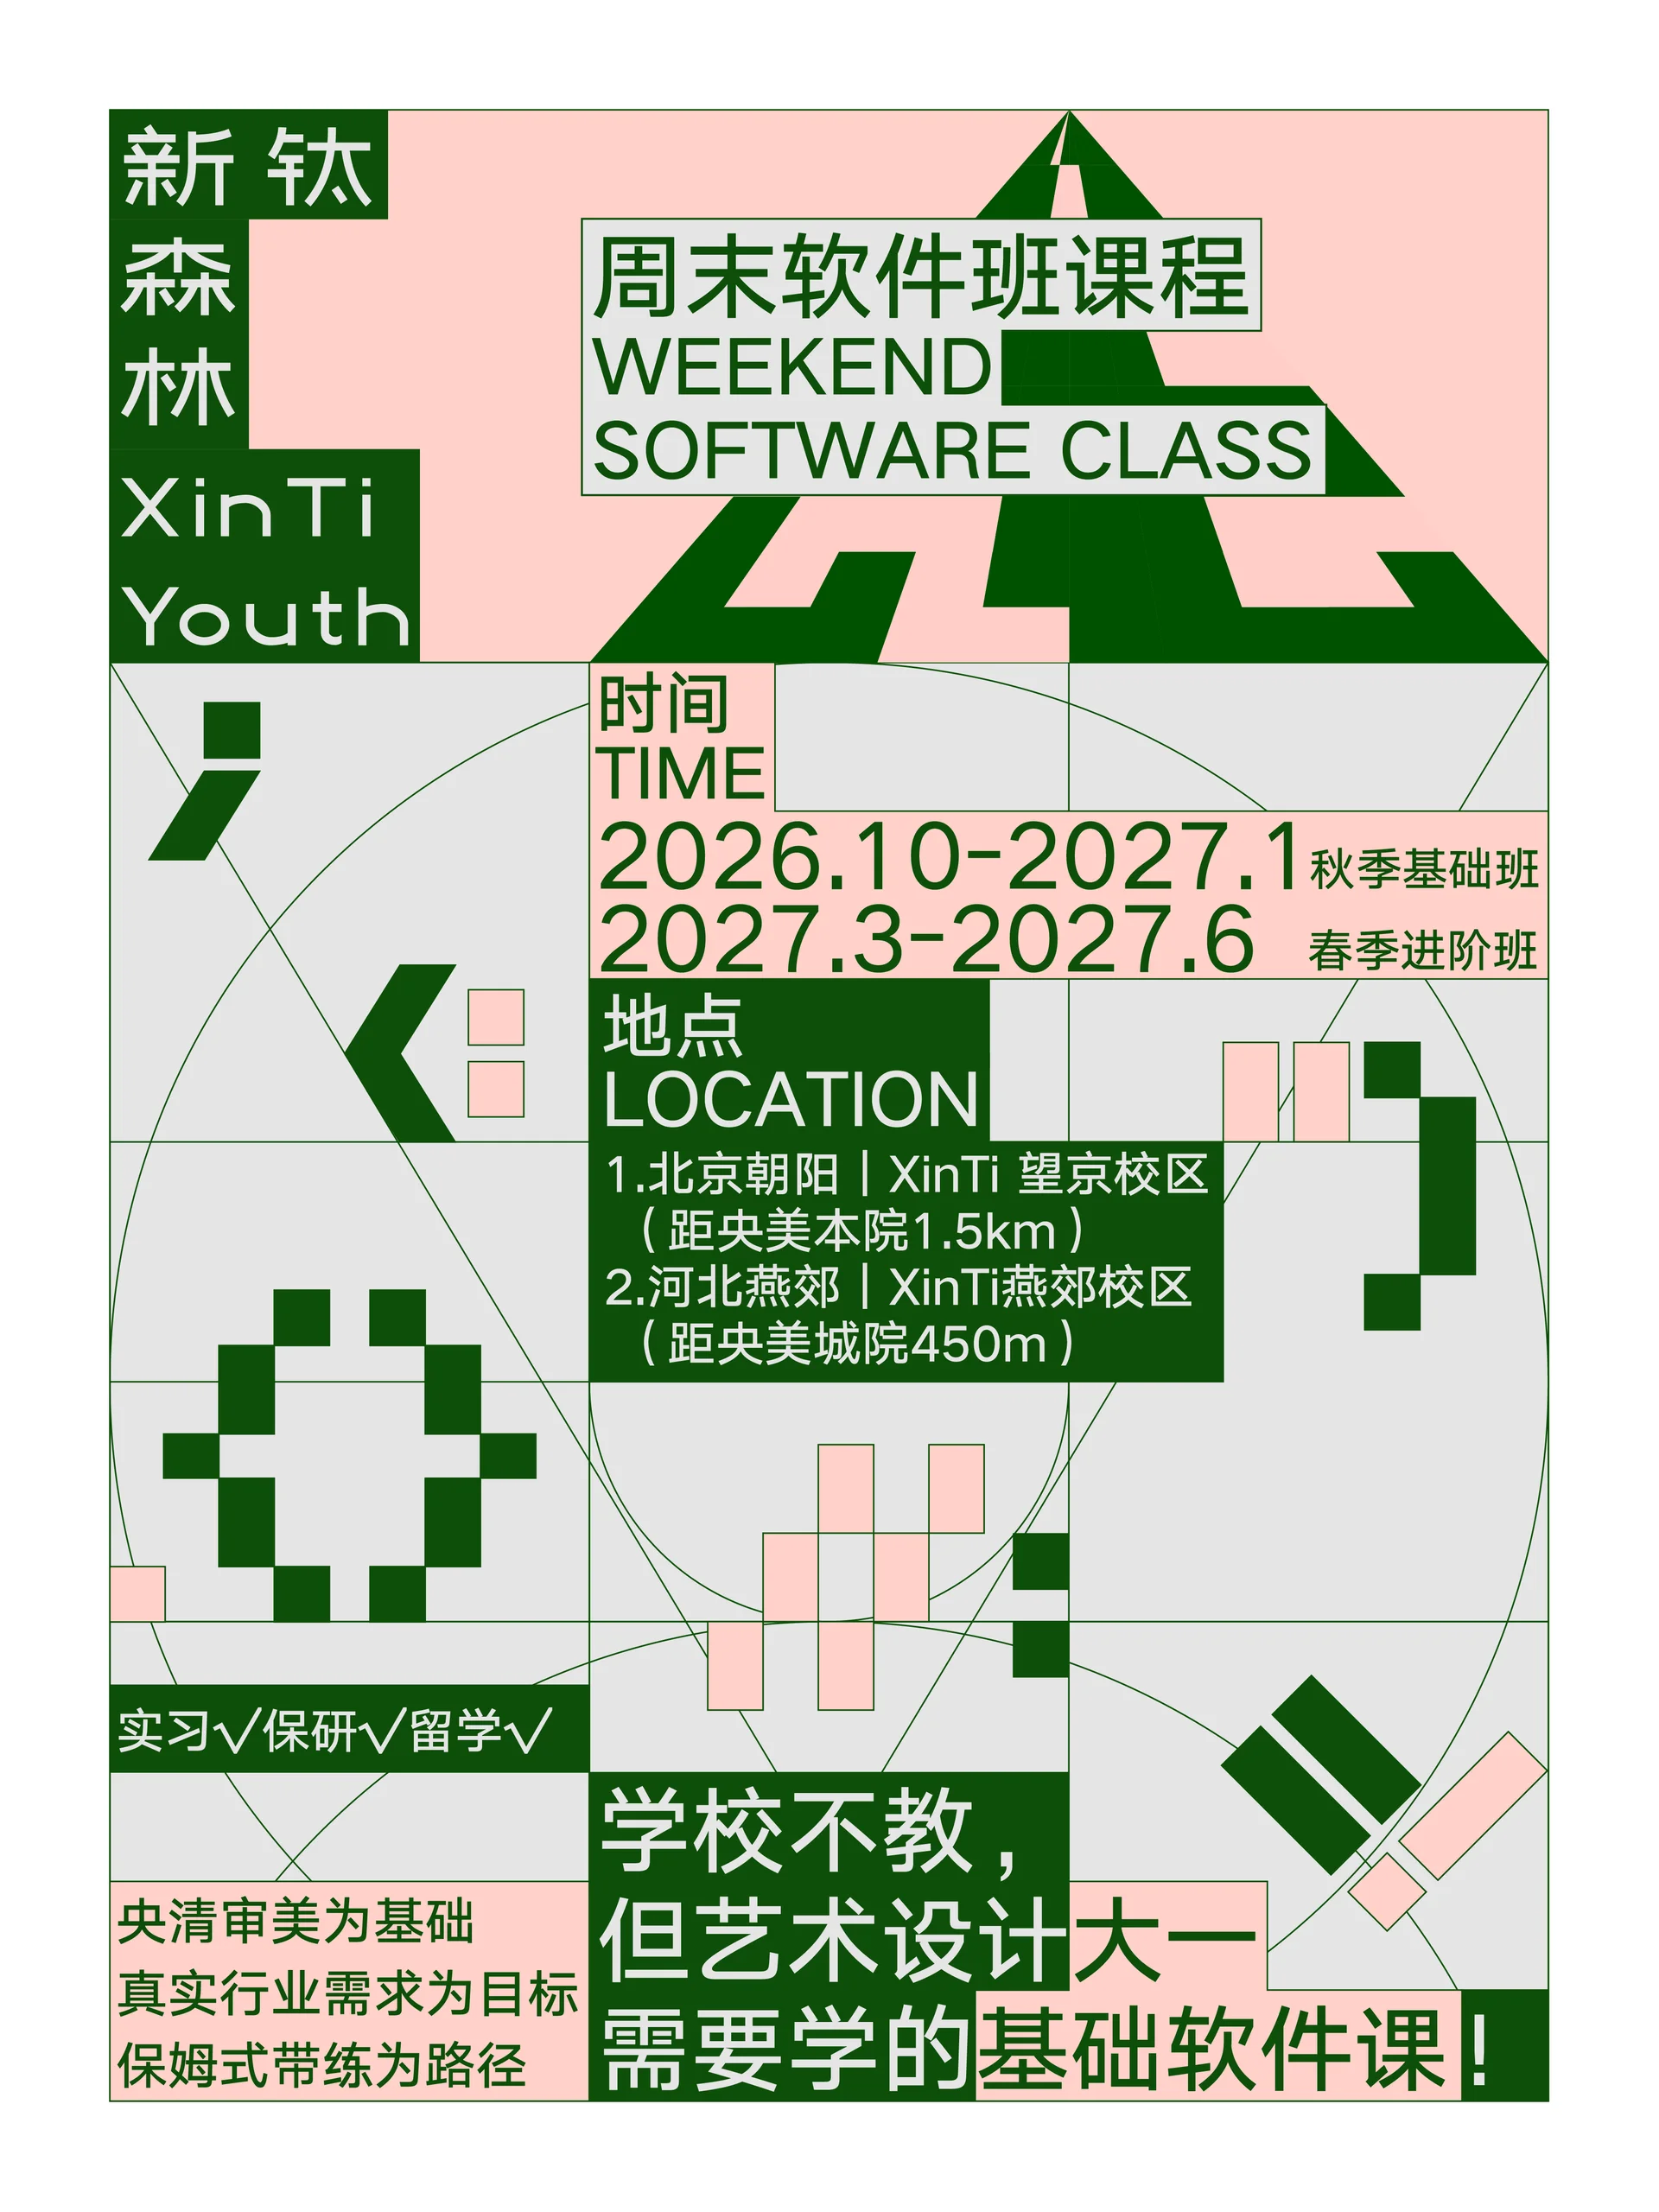 新 钛
森
林
XinTi
Youth
周末软件班课程
WEEKEND
SOFTWARE CLASS
时间
TIME
2026.10-2027.1 秋季基础班
2027.3-2027.6 春季进阶班
地点
LOCATION
1.北京朝阳｜XinTi 望京校区
（距央美本院1.5km）
2.河北燕郊｜XinTi燕郊校区
（距央美城院450m）
实习√保研√留学√
央清审美为基础
真实行业需求为目标
保姆式带练为路径
学校不教，
但艺术设计大一
需要学的基础软件课！